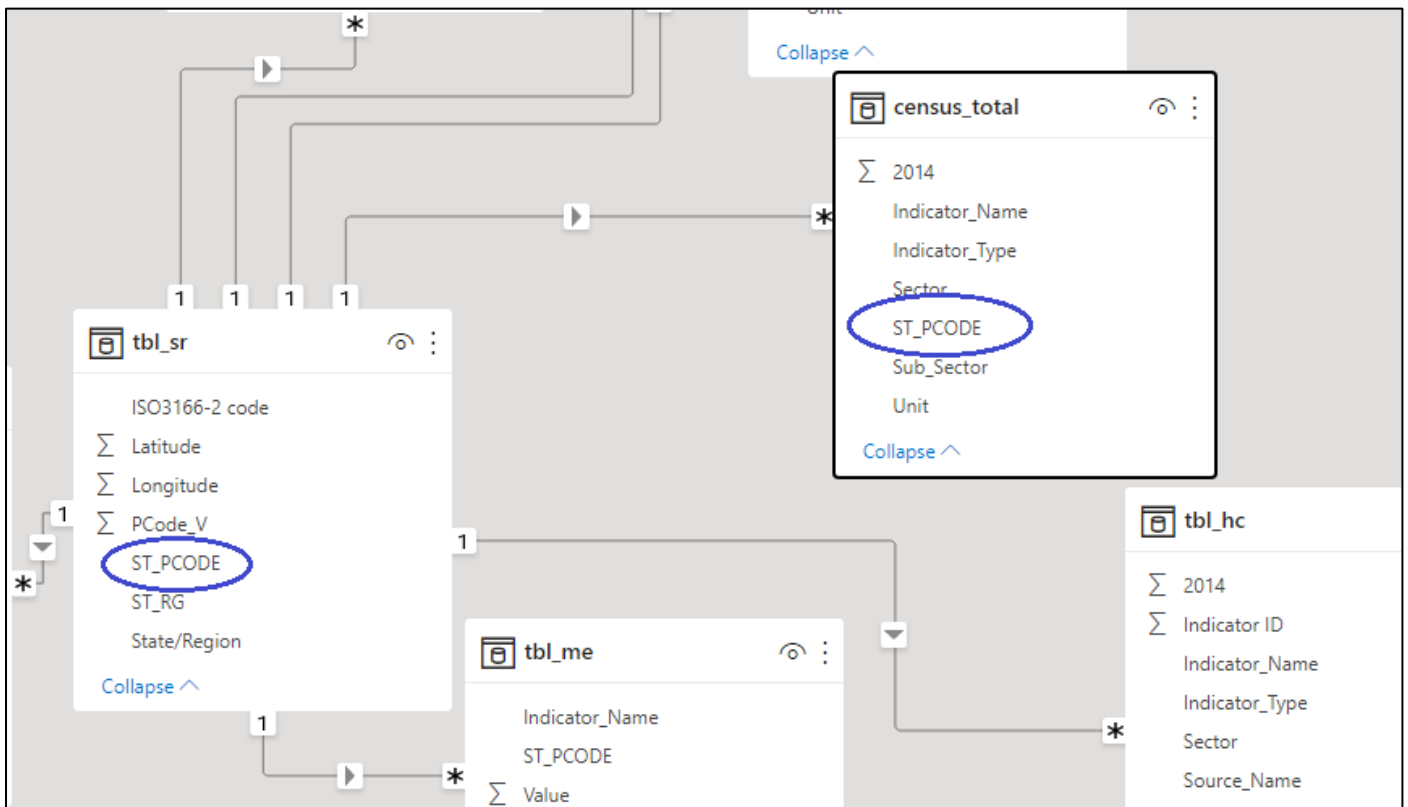 Collapse
census_total
2014
Indicator_Name
Indicator_Type
Sector
ST_PCODE
Sub_Sector
Unit
Collapse
*
*
1 1 1 1
tbl_sr
ISO3166-2 code
Latitude
Longitude
PCode_V
ST_PCODE
ST_RG
State/Region
Collapse
1
*
1
1
*
*
tbl_me
Indicator_Name
ST_PCODE
Value
tbl_hc
2014
Indicator ID
Indicator_Name
Indicator_Type
Sector
Source_Name